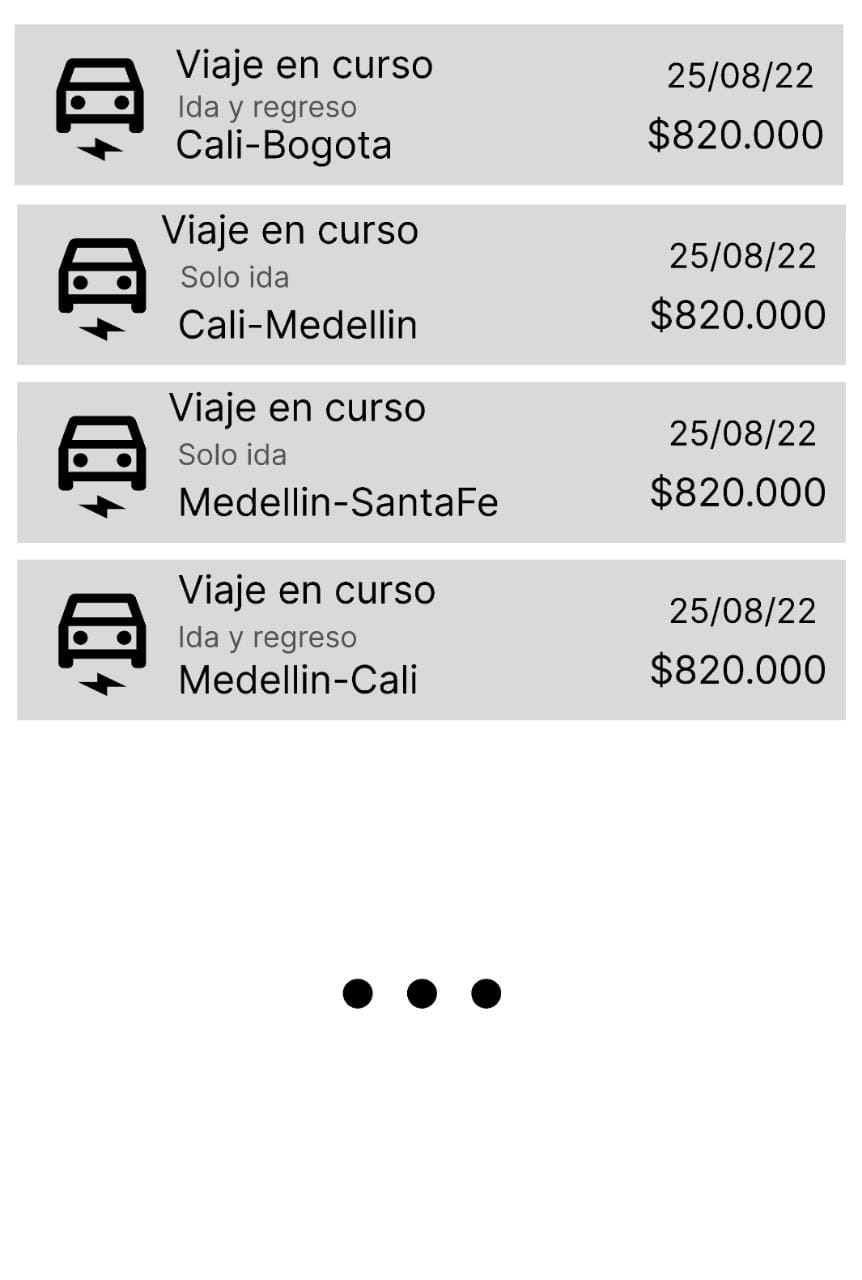 Viaje en curso
25/08/22
Ida y regreso
Cali-Bogota
$820.000
Viaje en curso
25/08/22
Solo ida
Cali-Medellin
$820.000
Viaje en curso
25/08/22
Solo ida
Medellin-SantaFe
$820.000
Viaje en curso
25/08/22
Ida y regreso
Medellin-Cali
$820.000